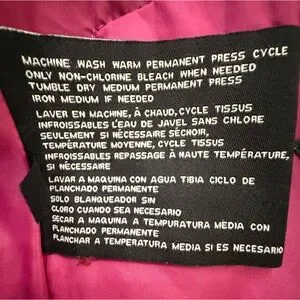 MACHINE WASH WARM PERMANENT PRESS CYCLE
ONLY NON-CHLORINE BLEACH WHEN NEEDED
TUMBLE DRY MEDIUM PERMANENT PRESS
IRON MEDIUM IF NEEDED
LAVER EN MACHINE, À CHAUD, CYCLE TISSUS
INFROISSABLES L'EAU DE JAVEL SANS CHLORE
SEULEMENT SI NÉCESSAIRE SÉCHOIR,
TEMPÉRATURE MOYENNE, CYCLE TISSUS
INFROISSABLES REPASSAGE À HAUTE TEMPÉRATURE,
SI NÉCESSAIRE
LAVAR A MAQUINA CON AGUA TIBIA CICLO DE
PLANCHADO PERMANENTE
SOLO BLANQUEADOR SIN
CLORO CUANDO SEA NECESARIO
SECAR A MAQUINA A TEMPURATURA MEDIA CON
PLANCHADO PERMANENTE
PLANCHAR A TEMPERATURA MEDIA SI ES NECESARIO